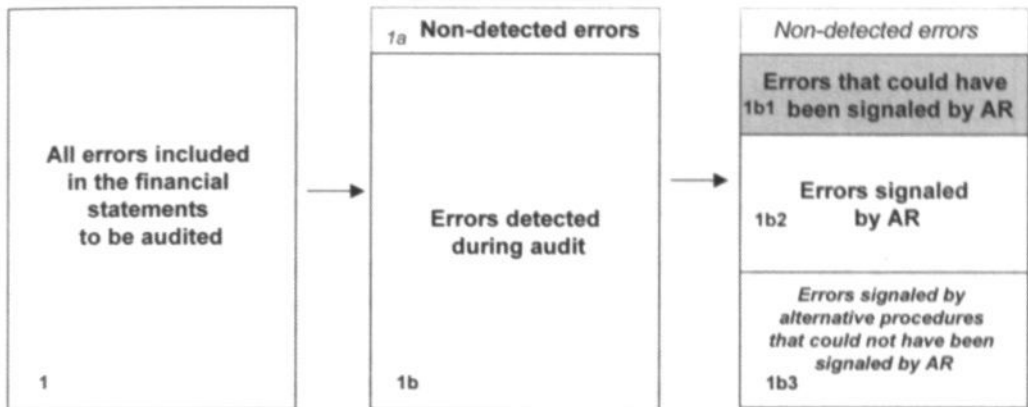 All errors included
in the financial
statements
to be audited
1
1a Non-detected errors
Errors detected
during audit
1b
Non-detected errors
Errors that could have
1b1 been signaled by AR
Errors signaled
1b2 by AR
Errors signaled by
alternative procedures
that could not have been
signaled by AR
1b3